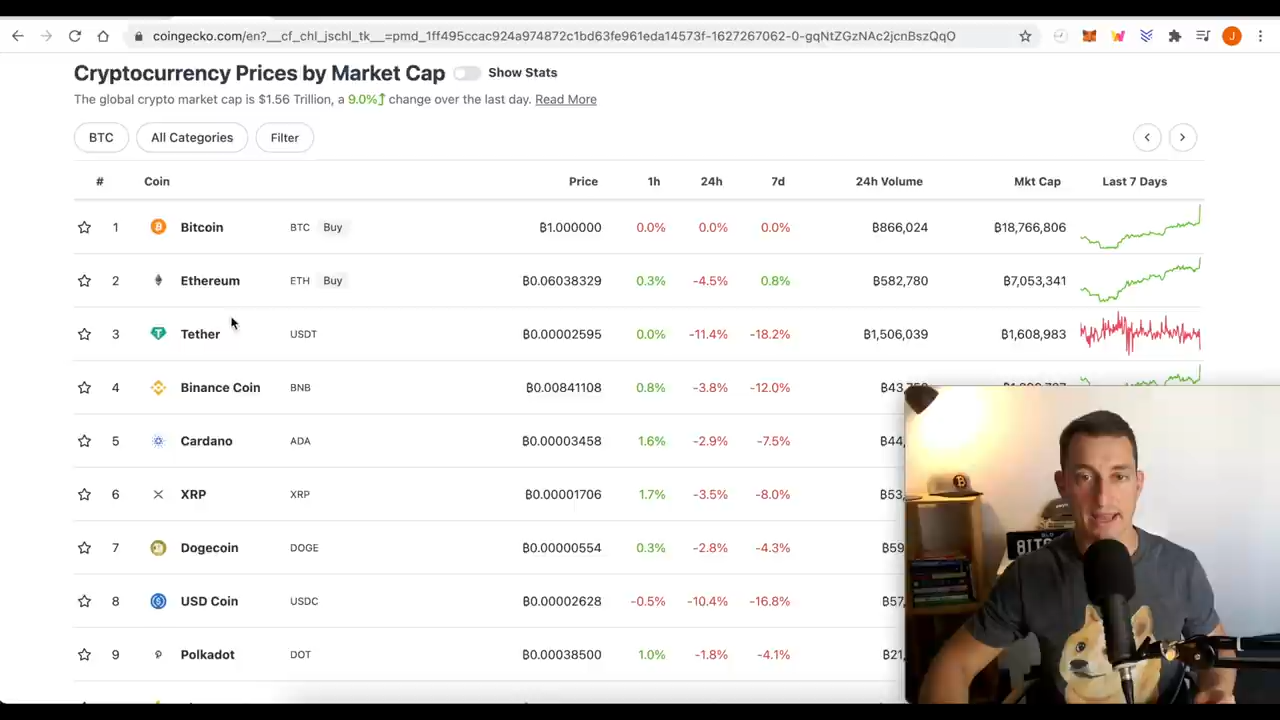 coingecko.com/en?__cf_chl_jschl_tk__=pmd_1ff495ccac924a974872c1bd63fe961eda14573f-1627267062-0-gqNtZGzNAc2jcnBszQqO
J
Cryptocurrency Prices by Market Cap Show Stats
The global crypto market cap is $1.56 Trillion, a 9.0% change over the last day. Read More
BTC All Categories Filter
# Coin Price 1h 24h 7d 24h Volume Mkt Cap Last 7 Days
1 Bitcoin BTC Buy ₿1.000000 0.0% 0.0% 0.0% ₿866,024 ₿18,766,806
2 Ethereum ETH Buy ₿0.06038329 0.3% -4.5% 0.8% ₿582,780 ₿7,053,341
3 Tether USDT ₿0.00002595 0.0% -11.4% -18.2% ₿1,506,039 ₿1,608,983
4 Binance Coin BNB ₿0.00841108 0.8% -3.8% -12.0%
5 Cardano ADA ₿0.00003458 1.6% -2.9% -7.5% ₿44,
6 XRP XRP ₿0.00001706 1.7% -3.5% -8.0% ₿53,
7 Dogecoin DOGE ₿0.00000554 0.3% -2.8% -4.3% ₿59
8 USD Coin USDC ₿0.00002628 -0.5% -10.4% -16.8% ₿57,
9 Polkadot DOT ₿0.00038500 1.0% -1.8% -4.1% ₿21,